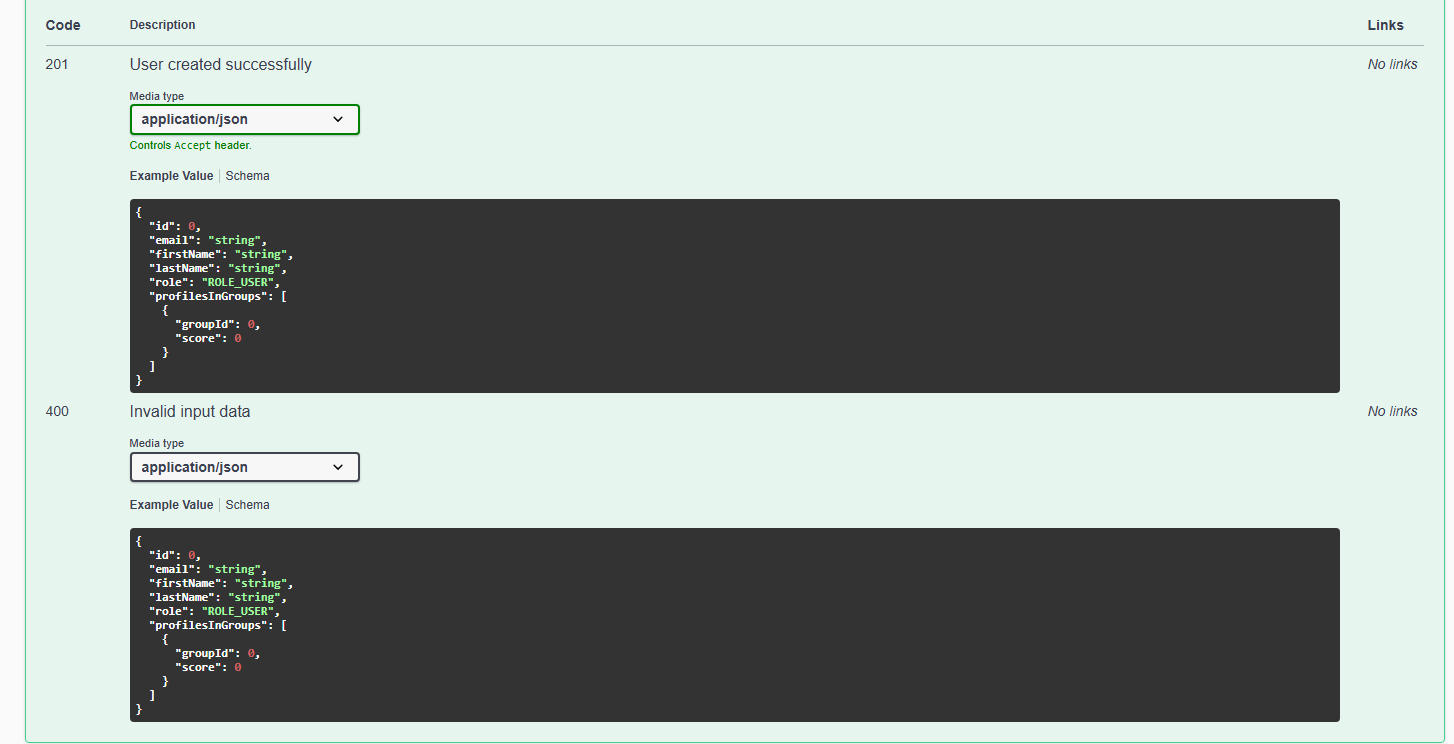 Code Description Links
201 User created successfully No links
Media type
application/json
Controls Accept header.
Example Value Schema
{
  "id": 0,
  "email": "string",
  "firstName": "string",
  "lastName": "string",
  "role": "ROLE_USER",
  "profilesInGroups": [
    {
      "groupId": 0,
      "score": 0
    }
  ]
}
400 Invalid input data No links
Media type
application/json
Example Value Schema
{
  "id": 0,
  "email": "string",
  "firstName": "string",
  "lastName": "string",
  "role": "ROLE_USER",
  "profilesInGroups": [
    {
      "groupId": 0,
      "score": 0
    }
  ]
}